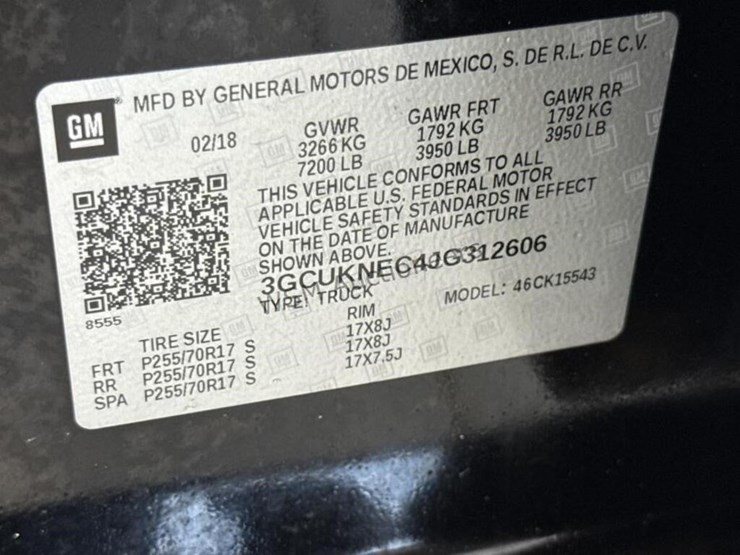 MFD BY GENERAL MOTORS DE MEXICO, S. DE R.L. DE C.V.
GM
02/18
GVWR
3266 KG
7200 LB
GAWR FRT
1792 KG
3950 LB
GAWR RR
1792 KG
3950 LB
THIS VEHICLE CONFORMS TO ALL
APPLICABLE U.S. FEDERAL MOTOR
VEHICLE SAFETY STANDARDS IN EFFECT
ON THE DATE OF MANUFACTURE
SHOWN ABOVE.
3GCUKNEC4JG312606
TYPE: TRUCK
MODEL: 46CK15543
8555
TIRE SIZE
RIM
FRT P255/70R17 S 17X8J
RR P255/70R17 S 17X8J
SPA P255/70R17 S 17X7.5J